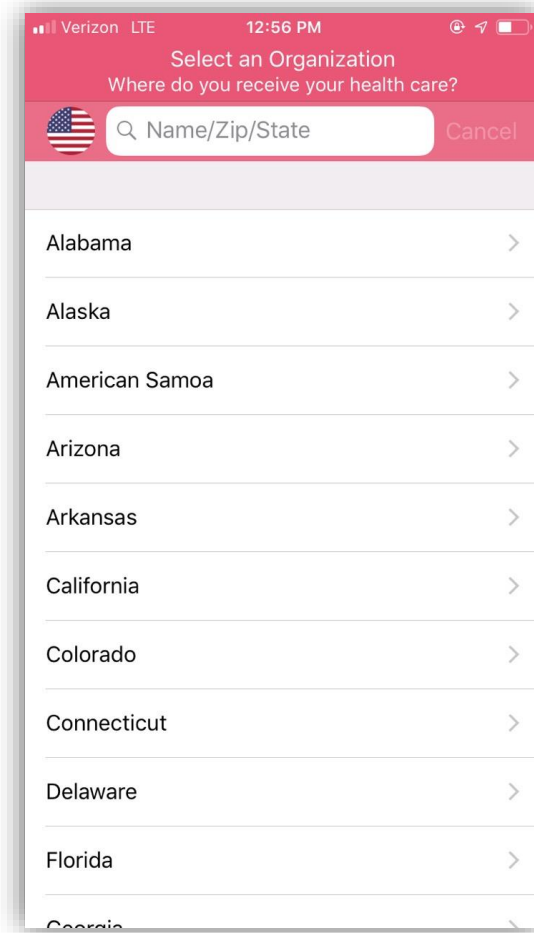 Verizon LTE 12:56 PM
Select an Organization
Where do you receive your health care?
Name/Zip/State Cancel
Alabama
Alaska
American Samoa
Arizona
Arkansas
California
Colorado
Connecticut
Delaware
Florida
Georgia